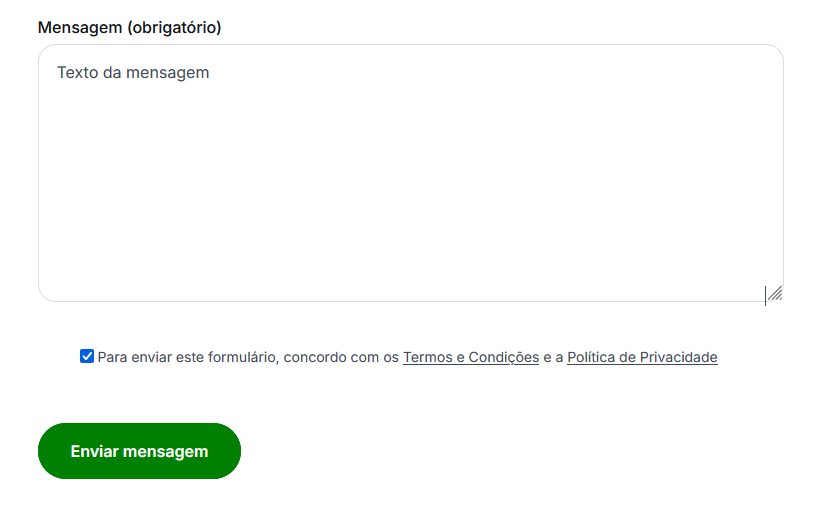 Mensagem (obrigatório)
Texto da mensagem
Para enviar este formulário, concordo com os Termos e Condições e a Política de Privacidade
Enviar mensagem